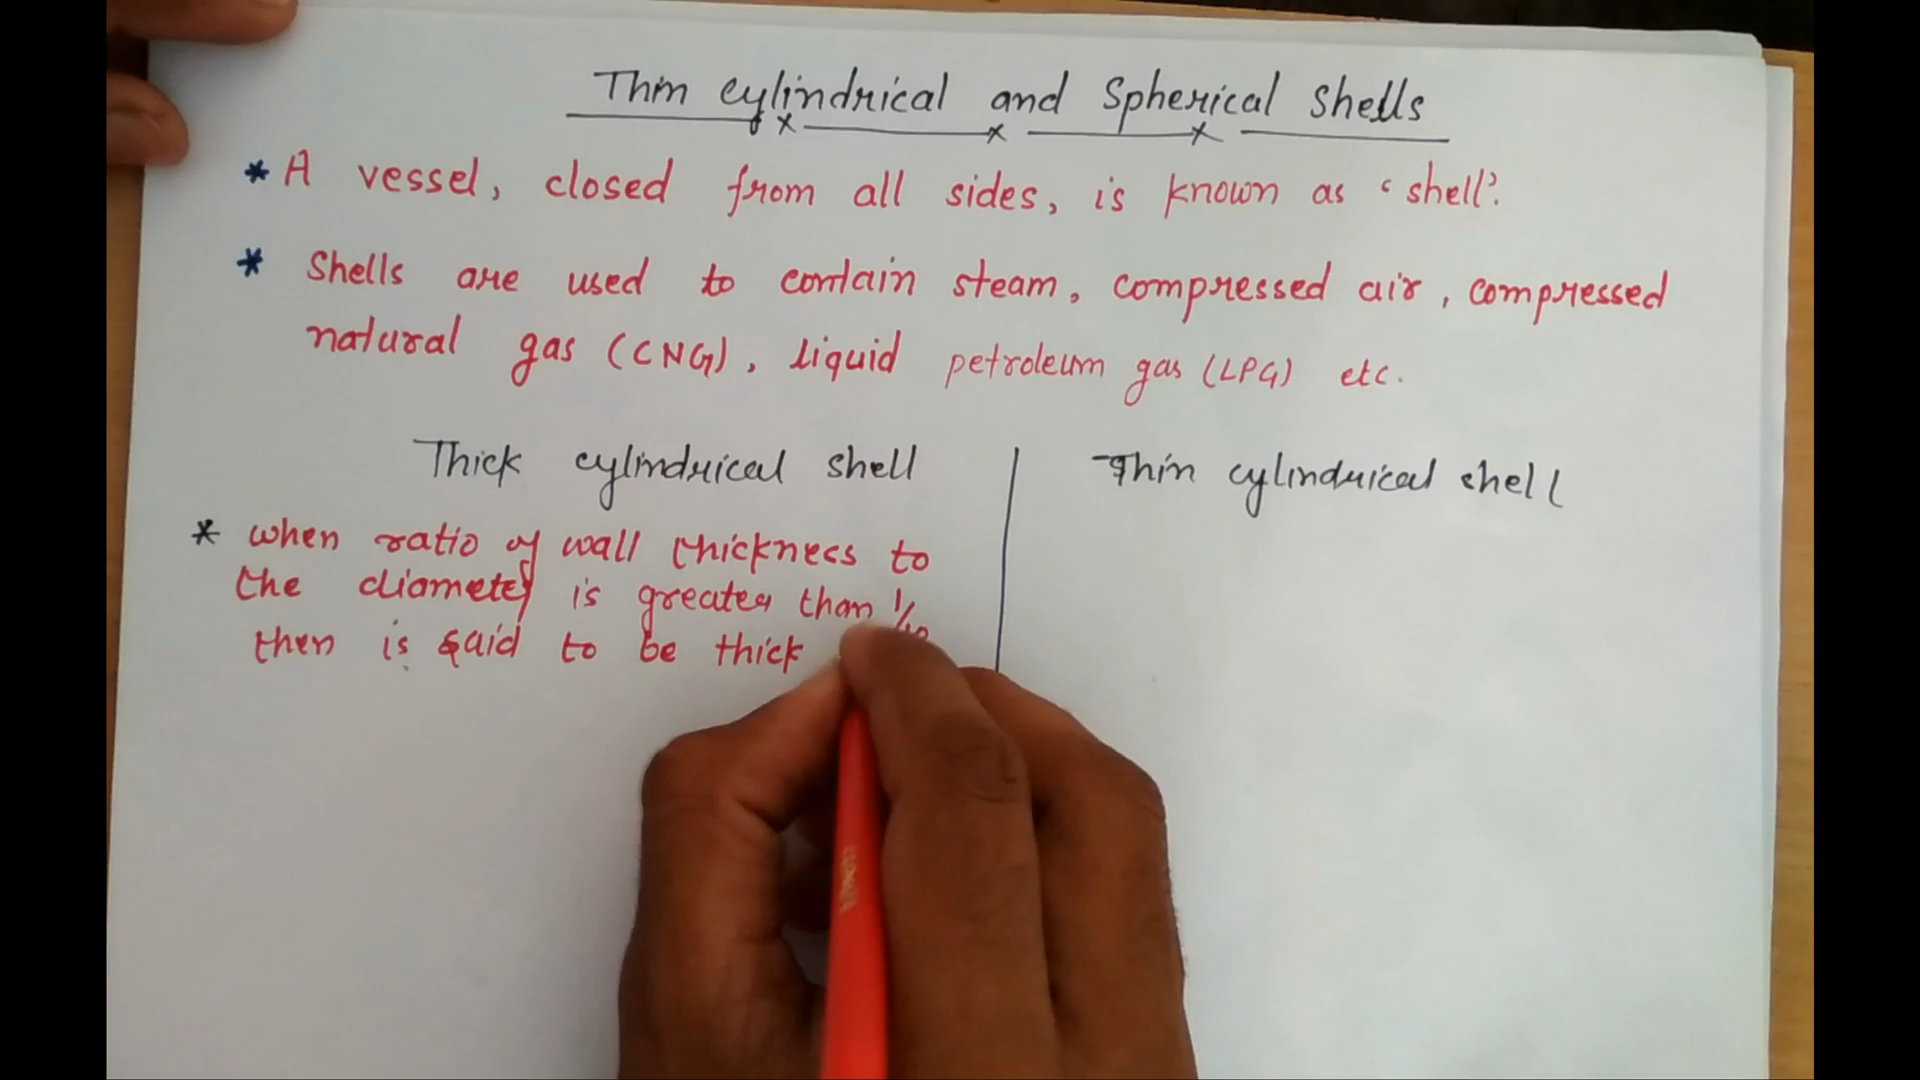 Thin cylindrical and Spherical Shells
* A vessel, closed from all sides, is known as 'shell'.
* Shells are used to contain steam, compressed air, compressed
natural gas (CNG), liquid petroleum gas (LPG) etc.
Thick cylindrical shell
* when ratio of wall thickness to
the diameter is greater than 1/10
then is said to be thick
Thin cylindrical shell